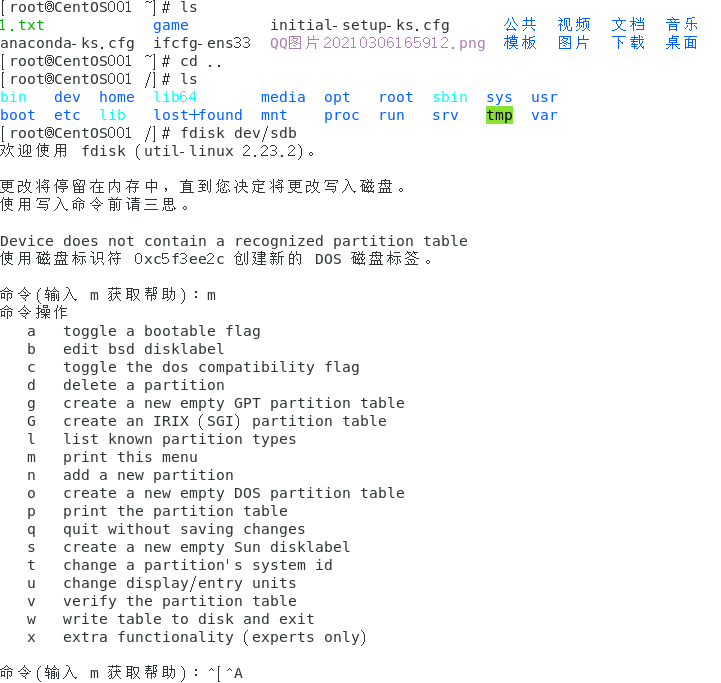 [root@CentOS001 ~]# ls
1.txt            game         initial-setup-ks.cfg      公共  视频  文档  音乐
anaconda-ks.cfg  ifcfg-ens33  QQ图片20210306165912.png  模板  图片  下载  桌面
[root@CentOS001 ~]# cd ..
[root@CentOS001 /]# ls
bin   dev  home  lib64       media  opt   root  sbin  sys  usr
boot  etc  lib   lost+found  mnt    proc  run   srv   tmp  var
[root@CentOS001 /]# fdisk dev/sdb
欢迎使用 fdisk (util-linux 2.23.2)。
更改将停留在内存中，直到您决定将更改写入磁盘。
使用写入命令前请三思。
Device does not contain a recognized partition table
使用磁盘标识符 0xc5f3ee2c 创建新的 DOS 磁盘标签。
命令(输入 m 获取帮助)：m
命令操作
   a   toggle a bootable flag
   b   edit bsd disklabel
   c   toggle the dos compatibility flag
   d   delete a partition
   g   create a new empty GPT partition table
   G   create an IRIX (SGI) partition table
   l   list known partition types
   m   print this menu
   n   add a new partition
   o   create a new empty DOS partition table
   p   print the partition table
   q   quit without saving changes
   s   create a new empty Sun disklabel
   t   change a partition's system id
   u   change display/entry units
   v   verify the partition table
   w   write table to disk and exit
   x   extra functionality (experts only)
命令(输入 m 获取帮助)：^[^A